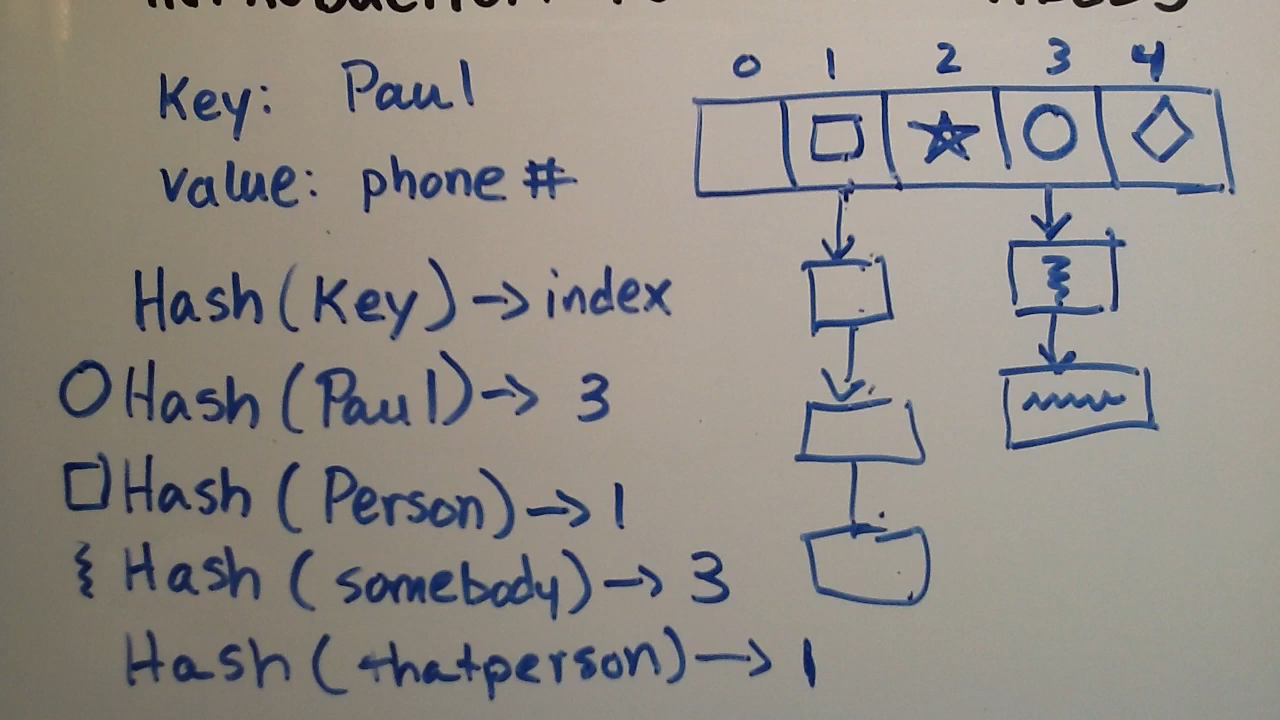 Key: Paul
value: phone #
Hash (Key) -> index
Hash (Paul) -> 3
Hash (Person) -> 1
Hash (somebody) -> 3
Hash (thatperson) -> 1
0 1 2 3 4